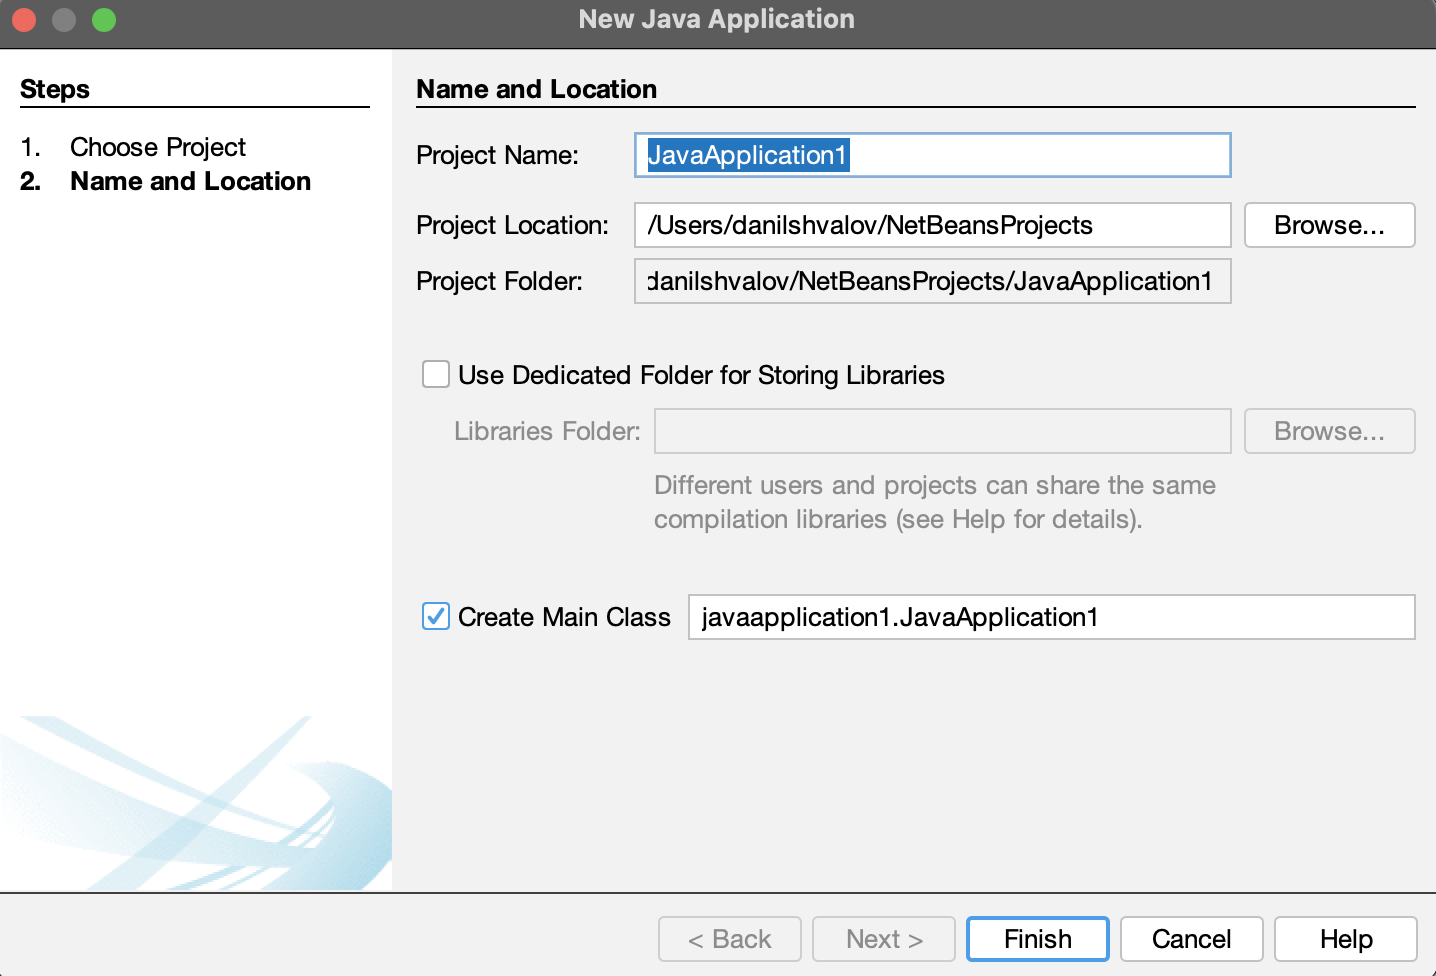 New Java Application
Steps
1. Choose Project
2. Name and Location
Name and Location
Project Name: JavaApplication1
Project Location: /Users/danilshvalov/NetBeansProjects Browse...
Project Folder: danilshvalov/NetBeansProjects/JavaApplication1
Use Dedicated Folder for Storing Libraries
Libraries Folder: Browse...
Different users and projects can share the same
compilation libraries (see Help for details).
Create Main Class javaapplication1.JavaApplication1
< Back Next > Finish Cancel Help